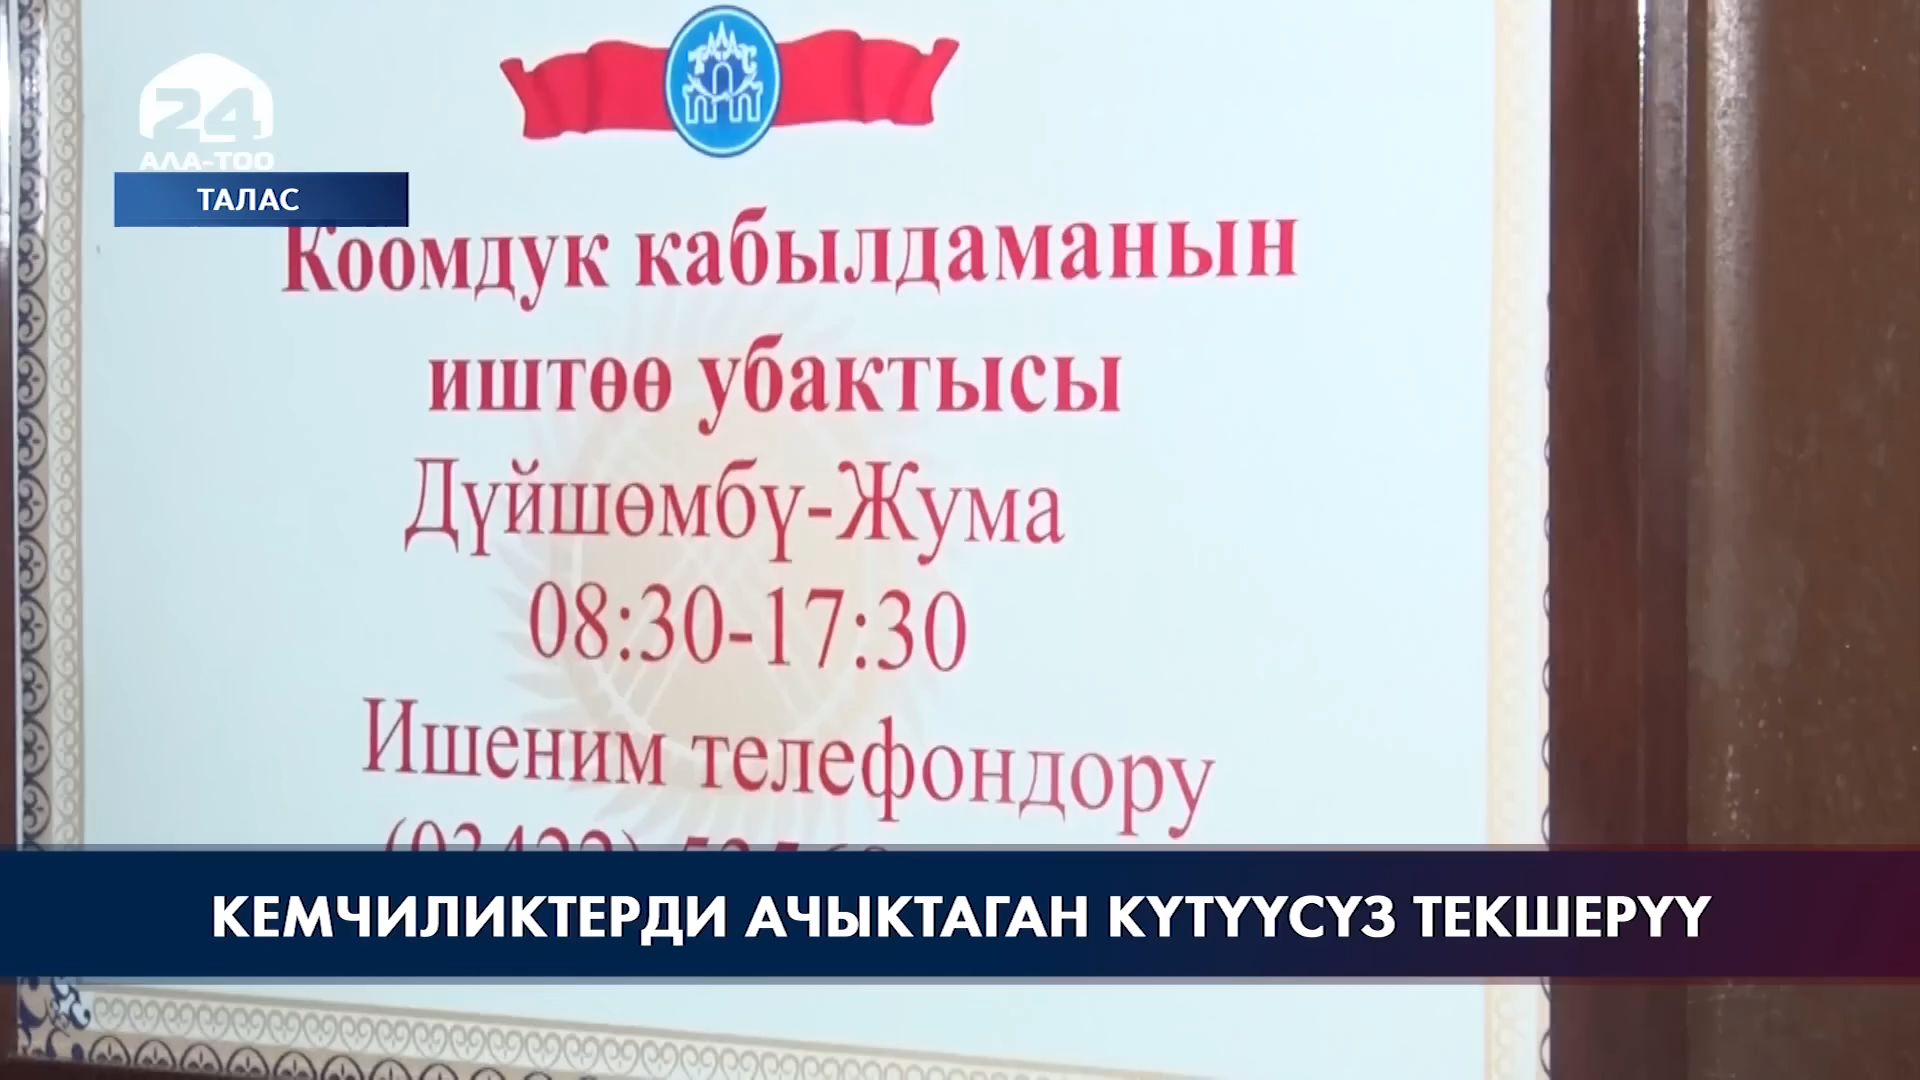 ТАЛАС
24
АЛА-ТОО
ТАЛАС
Коомдук кабылдаманын
иштөө убактысы
Дүйшөмбү-Жума
08:30-17:30
Ишеним телефондору
КЕМЧИЛИКТЕРДИ АЧЫКТАГАН КҮТҮҮСҮЗ ТЕКШЕРҮҮ